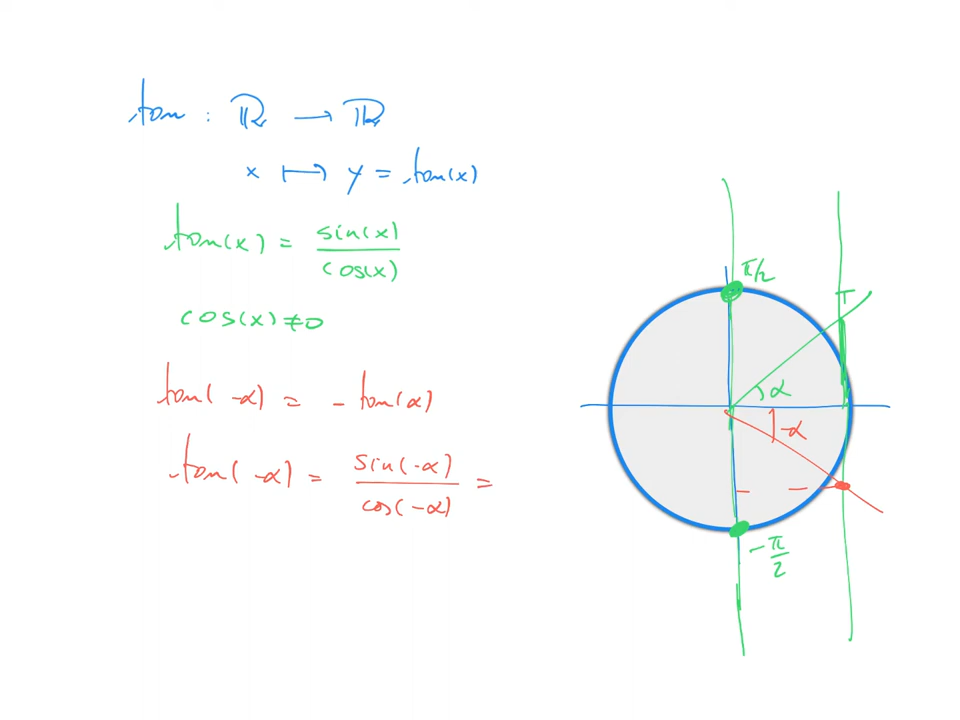 tan : ℝ → ℝ
x ↦ y = tan(x)
tan(x) = sin(x)/cos(x)
cos(x) ≠ 0
tan(-α) = - tan(α)
tan(-α) = sin(-α)/cos(-α) =
π/2
T
α
-α
-π/2